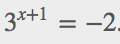 3^{x+1} = −2.